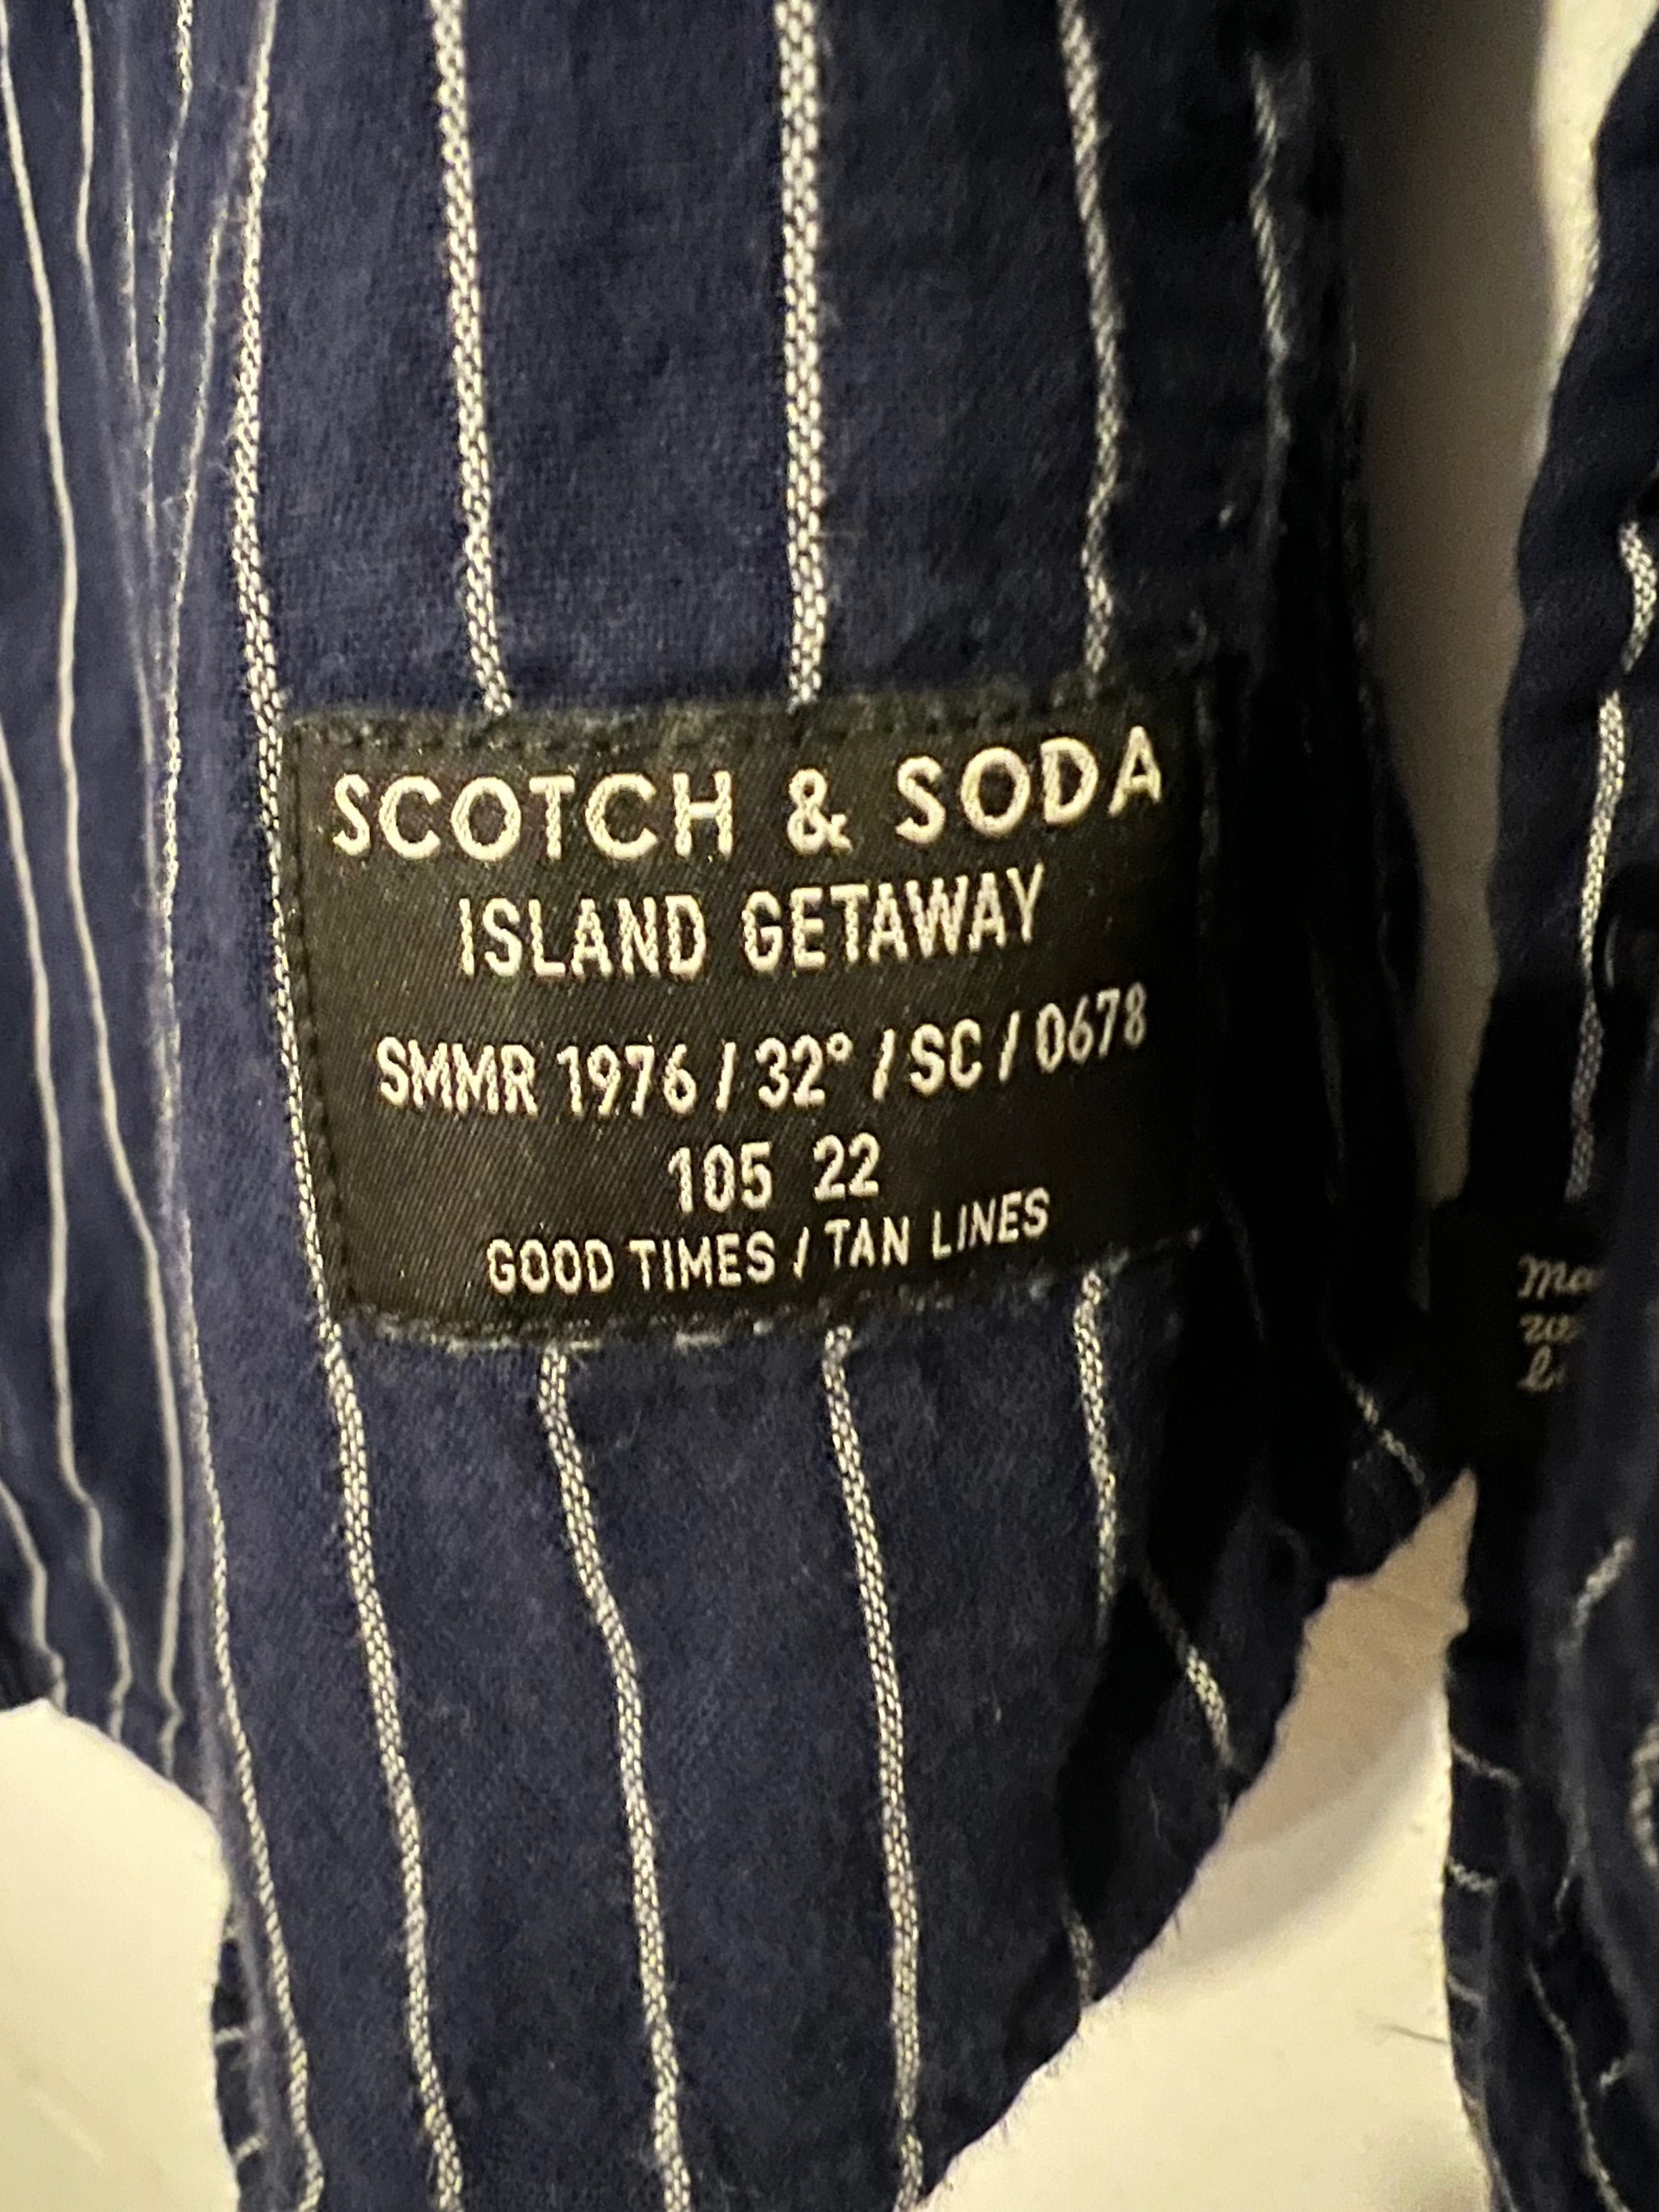 SCOTCH & SODA
ISLAND GETAWAY
SMMR 1976 / 32° / SC / 0678
105 22
GOOD TIMES / TAN LINES